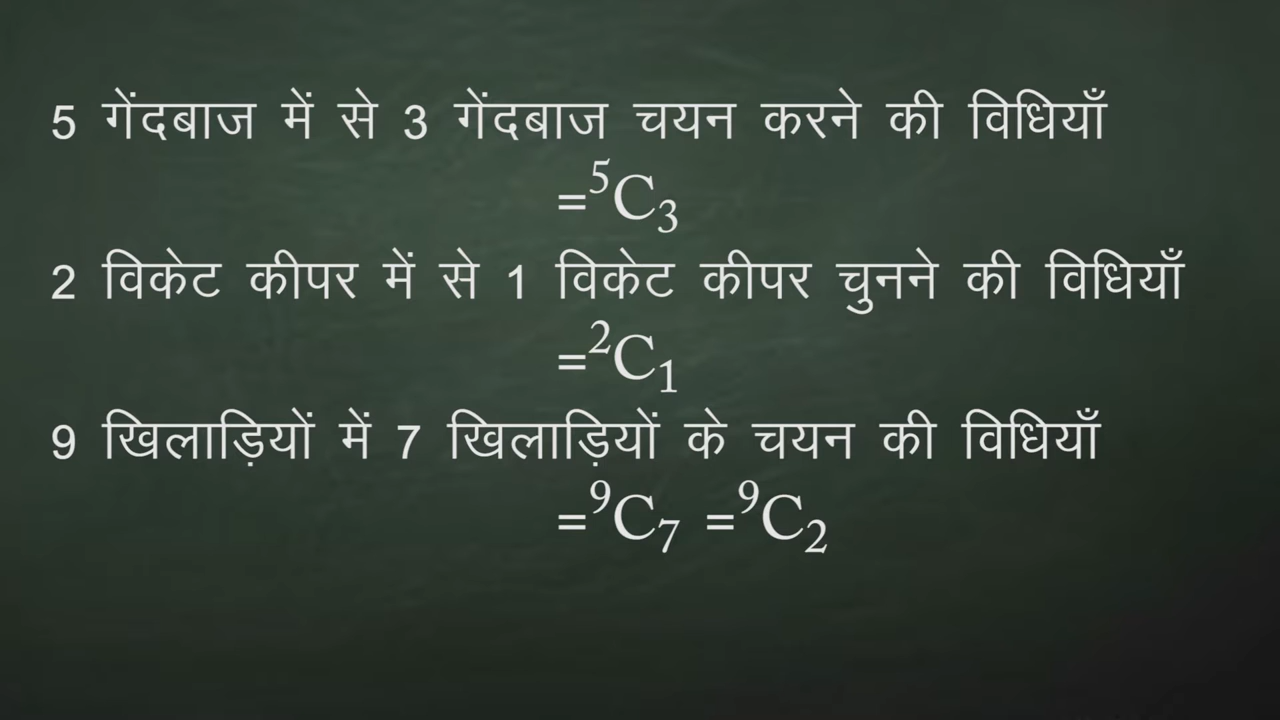 5 गेंदबाज में से 3 गेंदबाज चयन करने की विधियाँ
=⁵C₃
2 विकेट कीपर में से 1 विकेट कीपर चुनने की विधियाँ
=²C₁
9 खिलाड़ियों में 7 खिलाड़ियों के चयन की विधियाँ
=⁹C₇ =⁹C₂